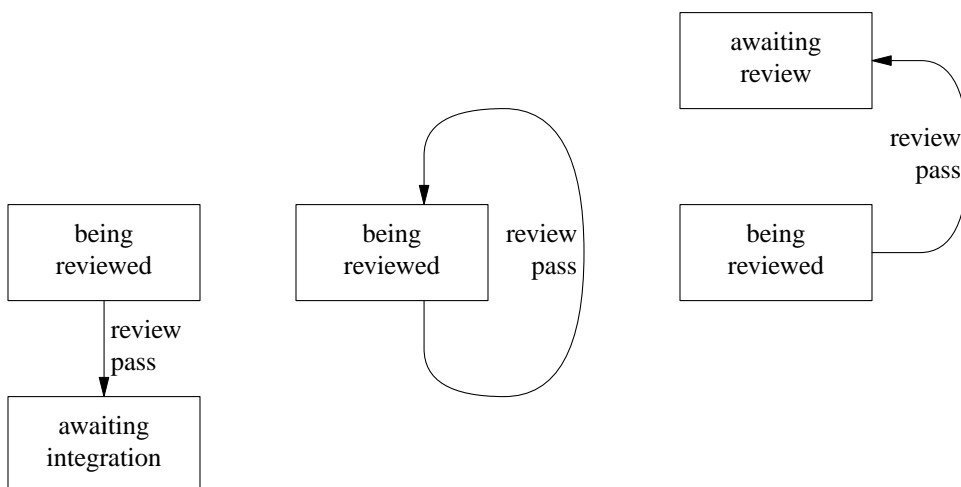 being
reviewed
review
pass
awaiting
integration
being
reviewed
review
pass
awaiting
review
review
pass
being
reviewed